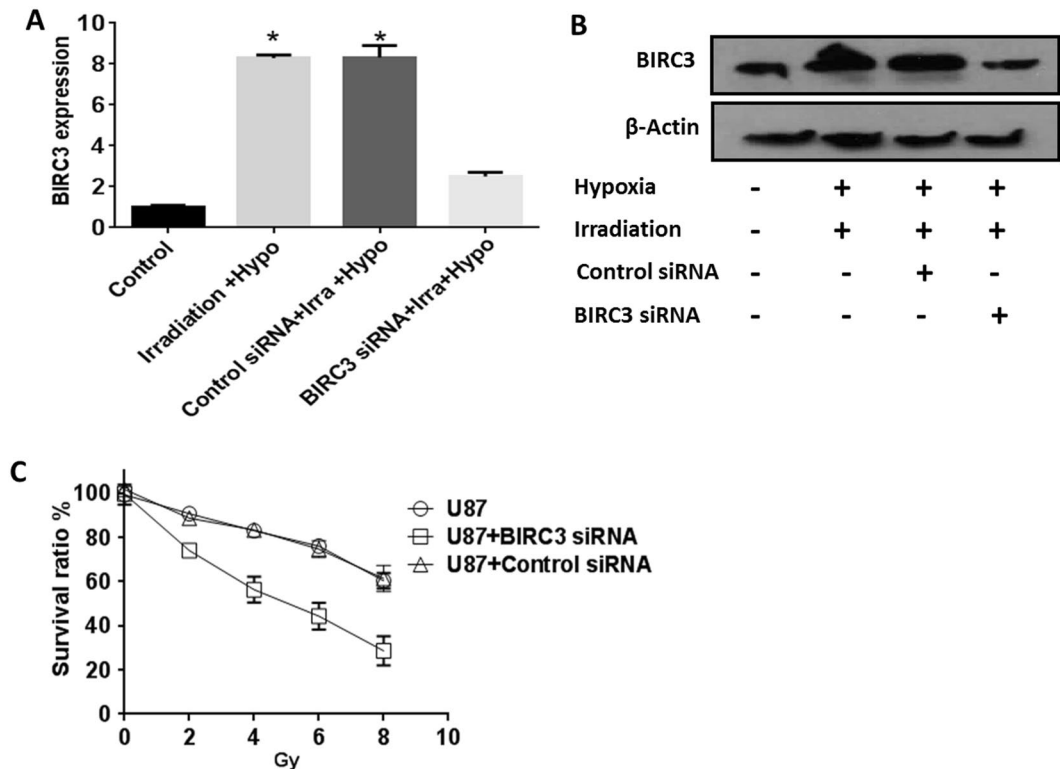 A
BIRC3 expression
10
8
6
4
2
0
* *
Control
Irradiation +Hypo
Control siRNA+Irra +Hypo
BIRC3 siRNA+Irra+Hypo
B
BIRC3
β-Actin
Hypoxia - + + +
Irradiation - + + +
Control siRNA - - + -
BIRC3 siRNA - - - +
C
Survival ratio %
100
80
60
40
20
0
0 2 4 6 8 10
Gy
U87
U87+BIRC3 siRNA
U87+Control siRNA